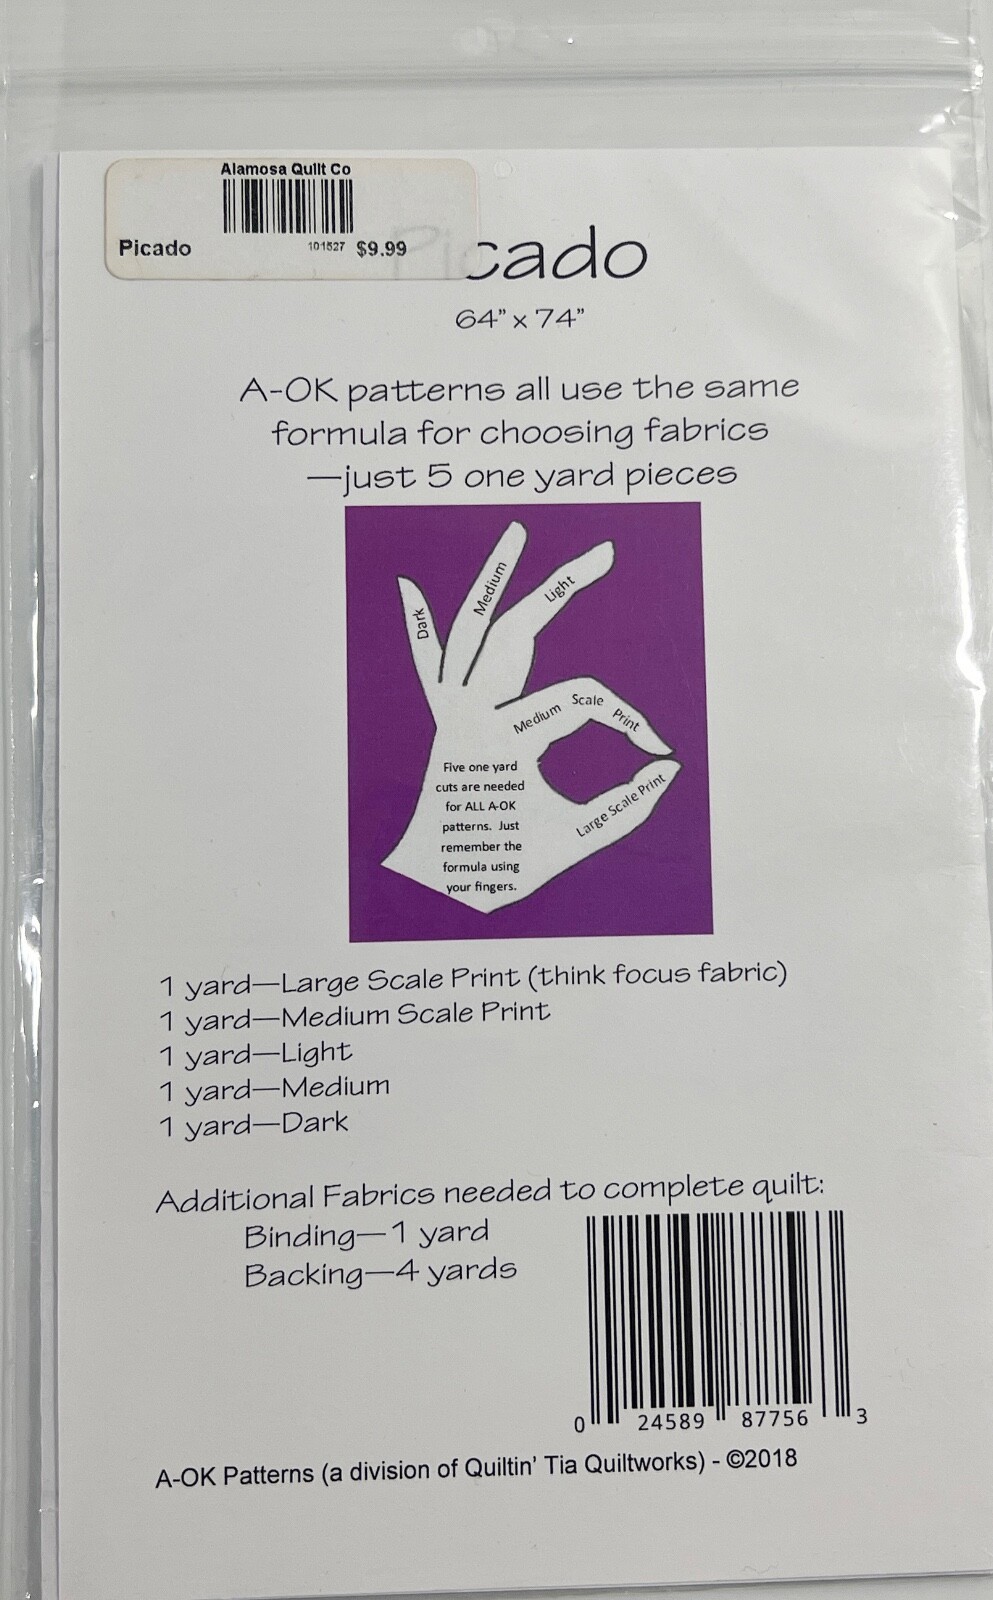 Alamosa Quilt Co
Picado 101527 $9.99
Picado
64" x 74"
A-OK patterns all use the same
formula for choosing fabrics
—just 5 one yard pieces
Dark
Medium
Light
Medium Scale Print
Large Scale Print
Five one yard
cuts are needed
for ALL A-OK
patterns. Just
remember the
formula using
your fingers.
1 yard—Large Scale Print (think focus fabric)
1 yard—Medium Scale Print
1 yard—Light
1 yard—Medium
1 yard—Dark
Additional Fabrics needed to complete quilt:
Binding—1 yard
Backing—4 yards
0 24589 87756 3
A-OK Patterns (a division of Quiltin' Tia Quiltworks) - ©2018